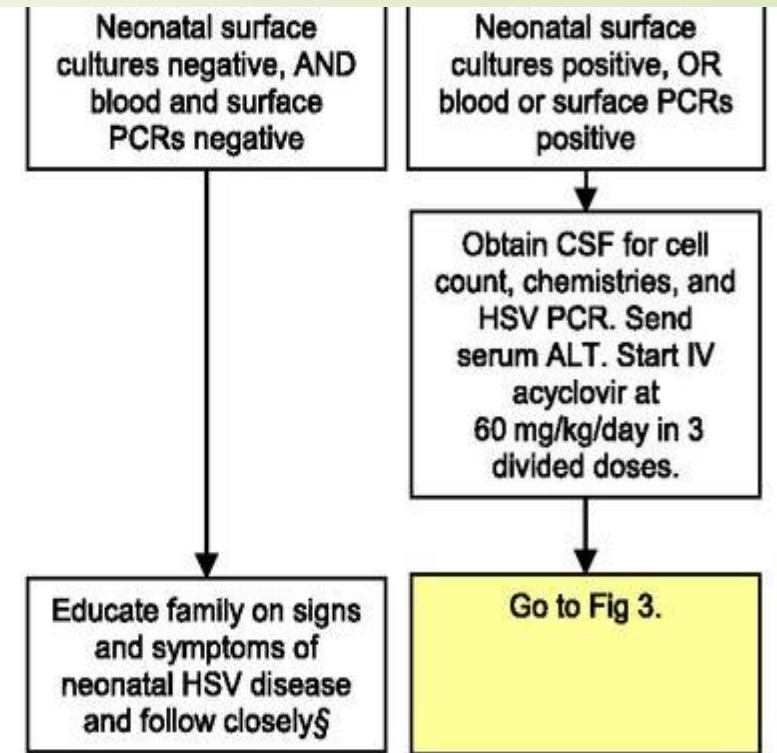 Neonatal surface
cultures negative, AND
blood and surface
PCRs negative
Neonatal surface
cultures positive, OR
blood or surface PCRs
positive
Obtain CSF for cell
count, chemistries, and
HSV PCR. Send
serum ALT. Start IV
acyclovir at
60 mg/kg/day in 3
divided doses.
Educate family on signs
and symptoms of
neonatal HSV disease
and follow closely§
Go to Fig 3.